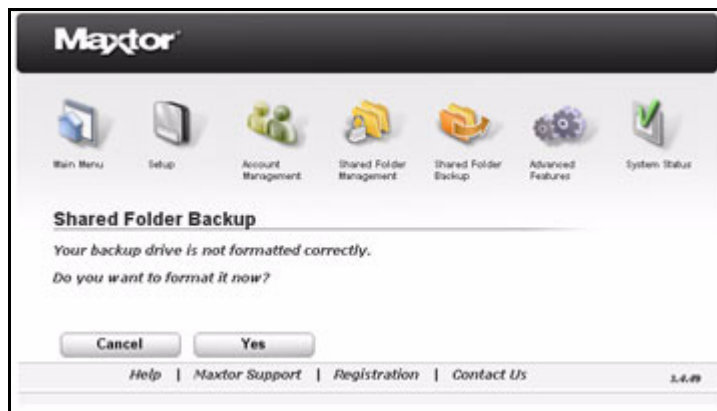 Maxtor
Main Menu
Setup
Account Management
Shared Folder Management
Shared Folder Backup
Advanced Features
System Status
Shared Folder Backup
Your backup drive is not formatted correctly.
Do you want to format it now?
Cancel
Yes
Help | Maxtor Support | Registration | Contact Us